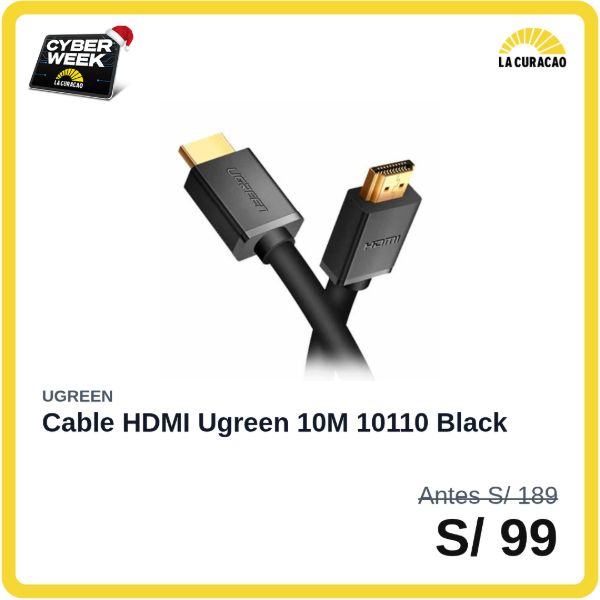 CYBER
WEEK
LA CURACAO
LA CURACAO
UGREEN
HDMI
UGREEN
Cable HDMI Ugreen 10M 10110 Black
Antes S/ 189
S/ 99